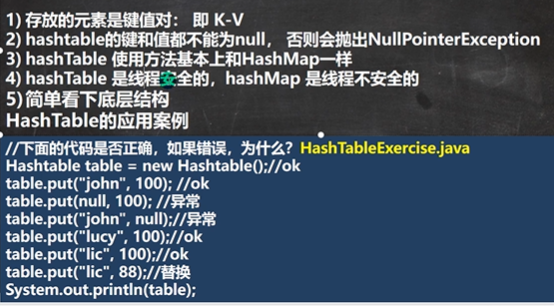 1) 存放的元素是键值对： 即 K-V
2) hashtable的键和值都不能为null， 否则会抛出NullPointerException
3) hashTable 使用方法基本上和HashMap一样
4) hashTable 是线程安全的，hashMap 是线程不安全的
5) 简单看下底层结构
HashTable的应用案例
//下面的代码是否正确，如果错误，为什么？HashTableExercise.java
Hashtable table = new Hashtable();//ok
table.put("john", 100); //ok
table.put(null, 100); //异常
table.put("john", null);//异常
table.put("lucy", 100);//ok
table.put("lic", 100);//ok
table.put("lic", 88);//替换
System.out.println(table);